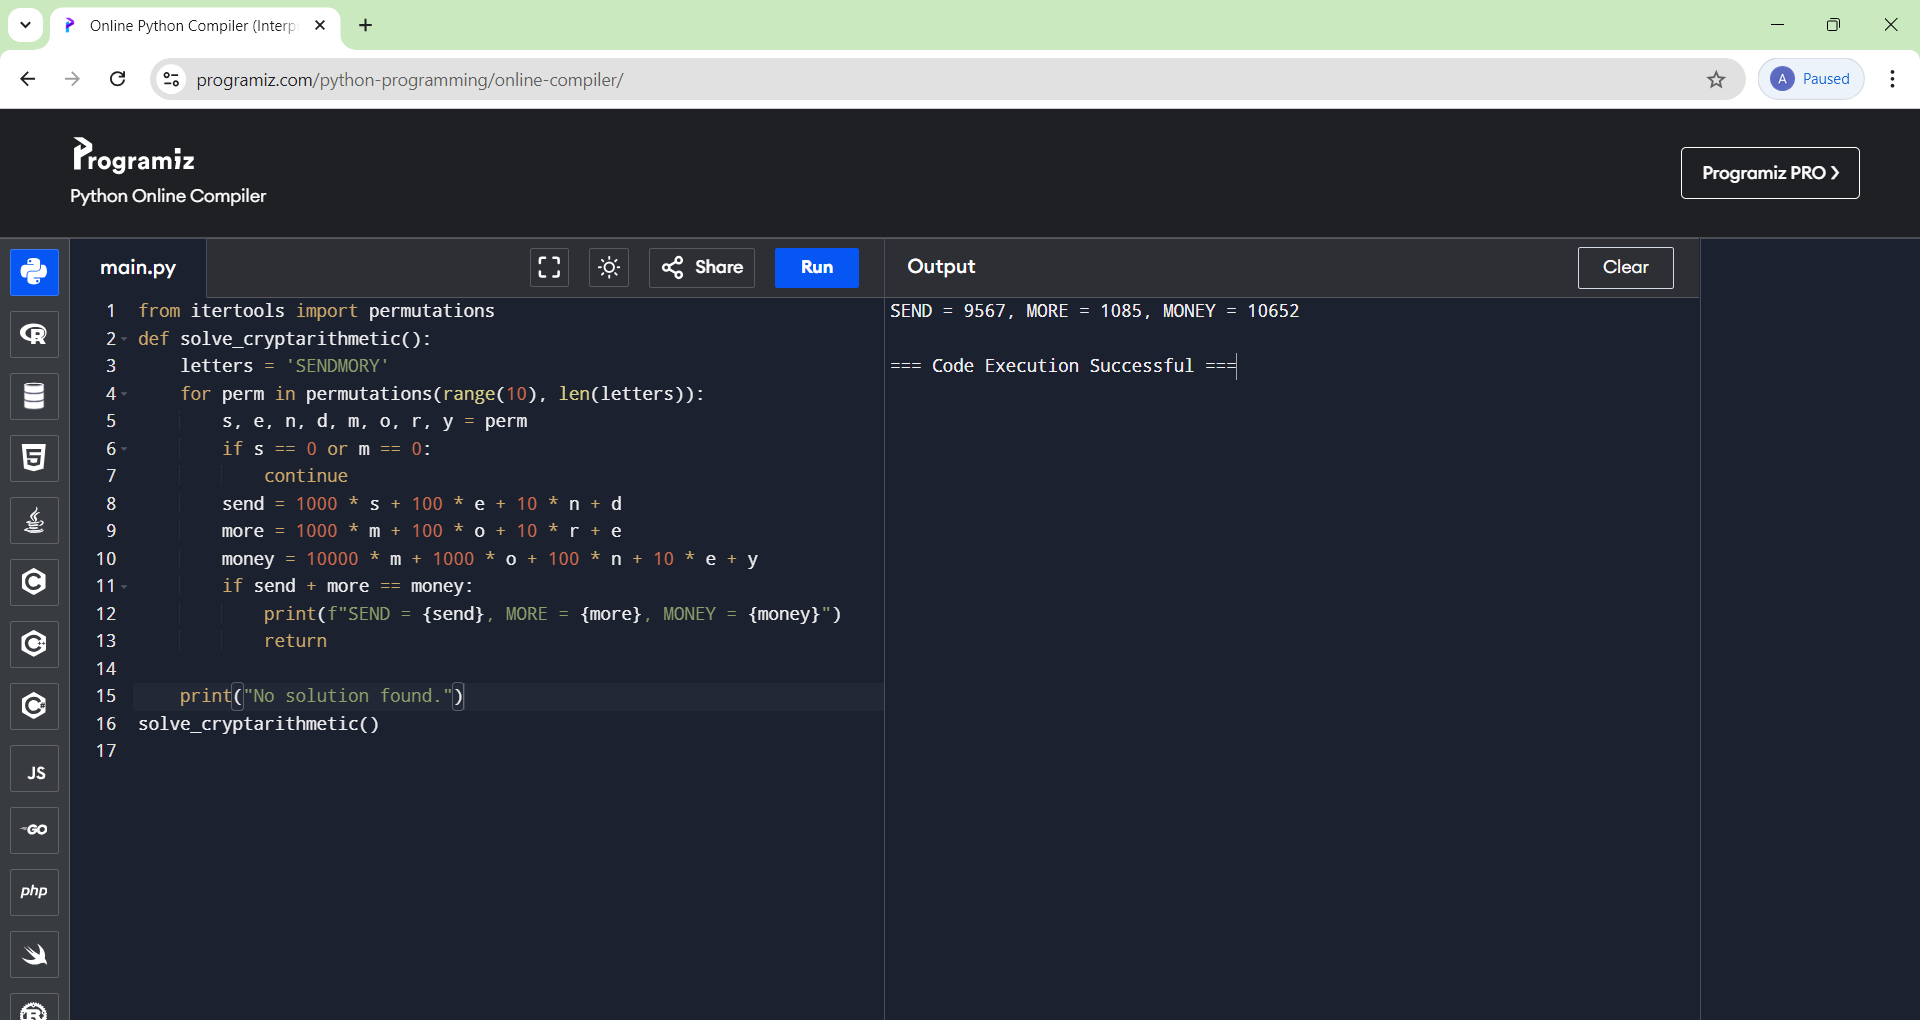 Online Python Compiler (Interp
programiz.com/python-programming/online-compiler/
A Paused
Programiz
Python Online Compiler
Programiz PRO ❯
main.py
Share
Run
Output
Clear
1 from itertools import permutations
2 def solve_cryptarithmetic():
3     letters = 'SENDMORY'
4     for perm in permutations(range(10), len(letters)):
5         s, e, n, d, m, o, r, y = perm
6         if s == 0 or m == 0:
7             continue
8         send = 1000 * s + 100 * e + 10 * n + d
9         more = 1000 * m + 100 * o + 10 * r + e
10         money = 10000 * m + 1000 * o + 100 * n + 10 * e + y
11         if send + more == money:
12             print(f"SEND = {send}, MORE = {more}, MONEY = {money}")
13             return
14
15     print("No solution found.")
16 solve_cryptarithmetic()
17
SEND = 9567, MORE = 1085, MONEY = 10652
=== Code Execution Successful ===
R
5
C
C
C
JS
GO
php
R